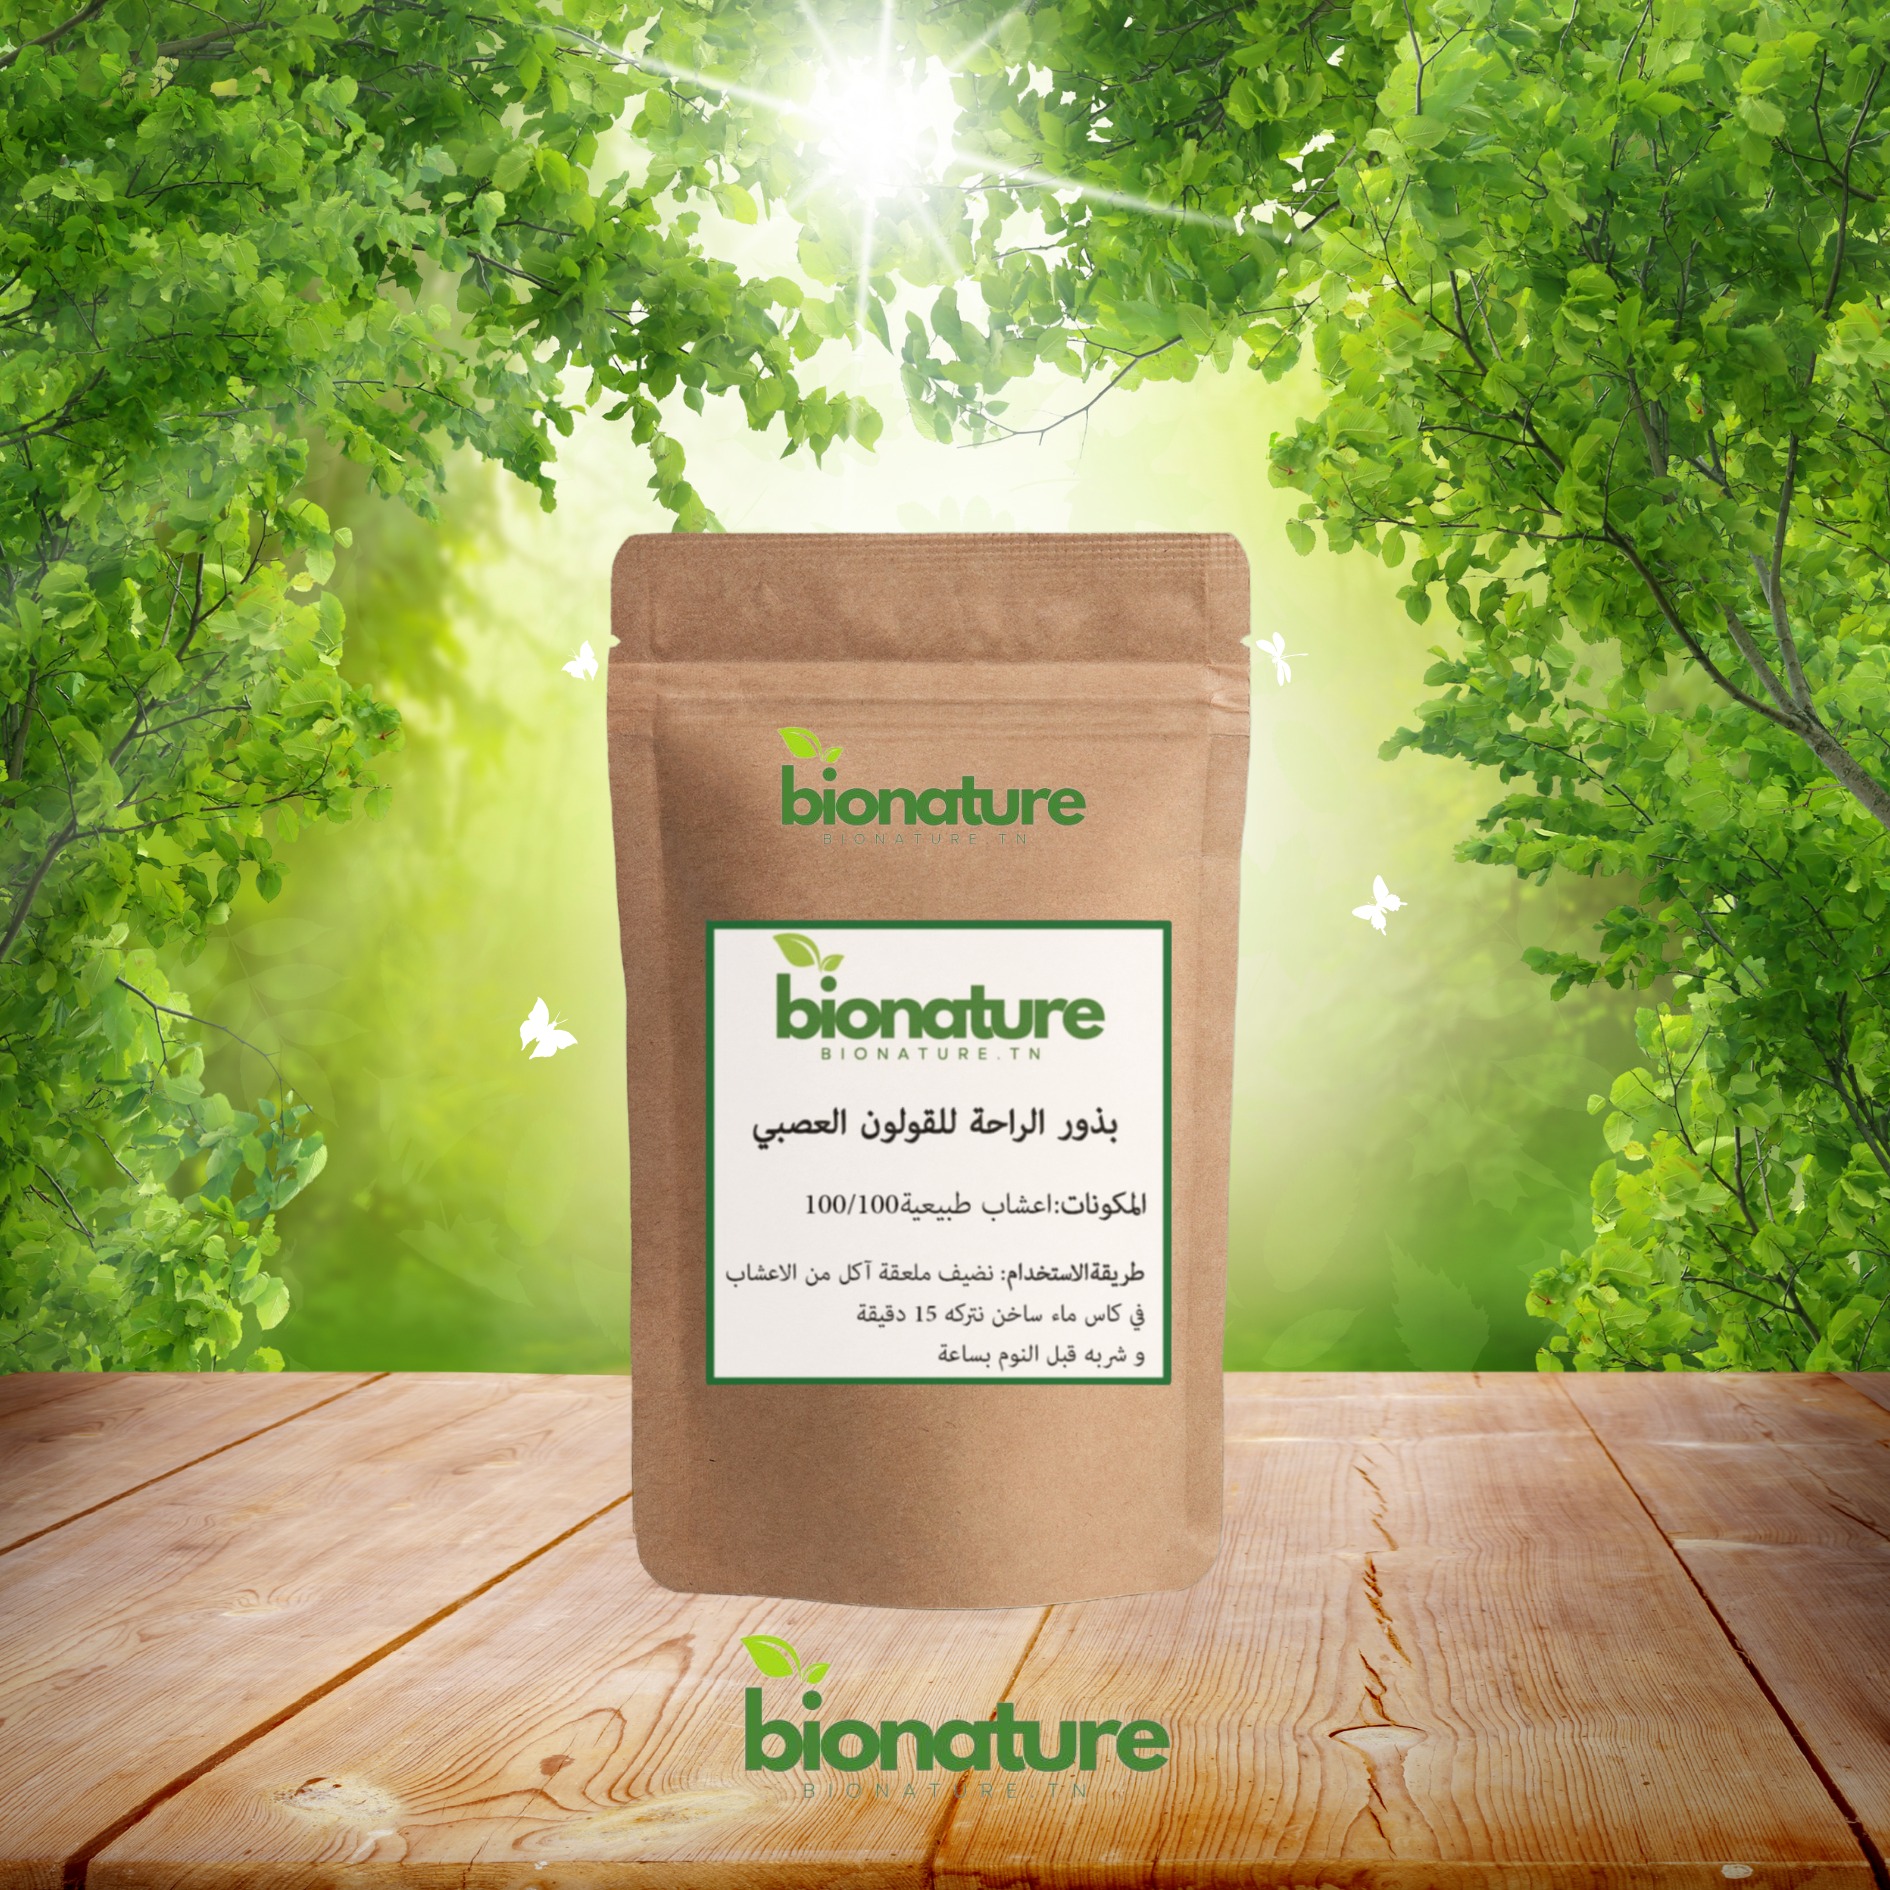 bionature
BIONATURE.TN
bionature
BIONATURE.TN
بذور الراحة للقولون العصبي
المكونات:اعشاب طبيعية100/100
طريقةالاستخدام: نضيف ملعقة آكل من الاعشاب
في كاس ماء ساخن نتركه 15 دقيقة
و شربه قبل النوم بساعة
bionature
BIONATURE.TN